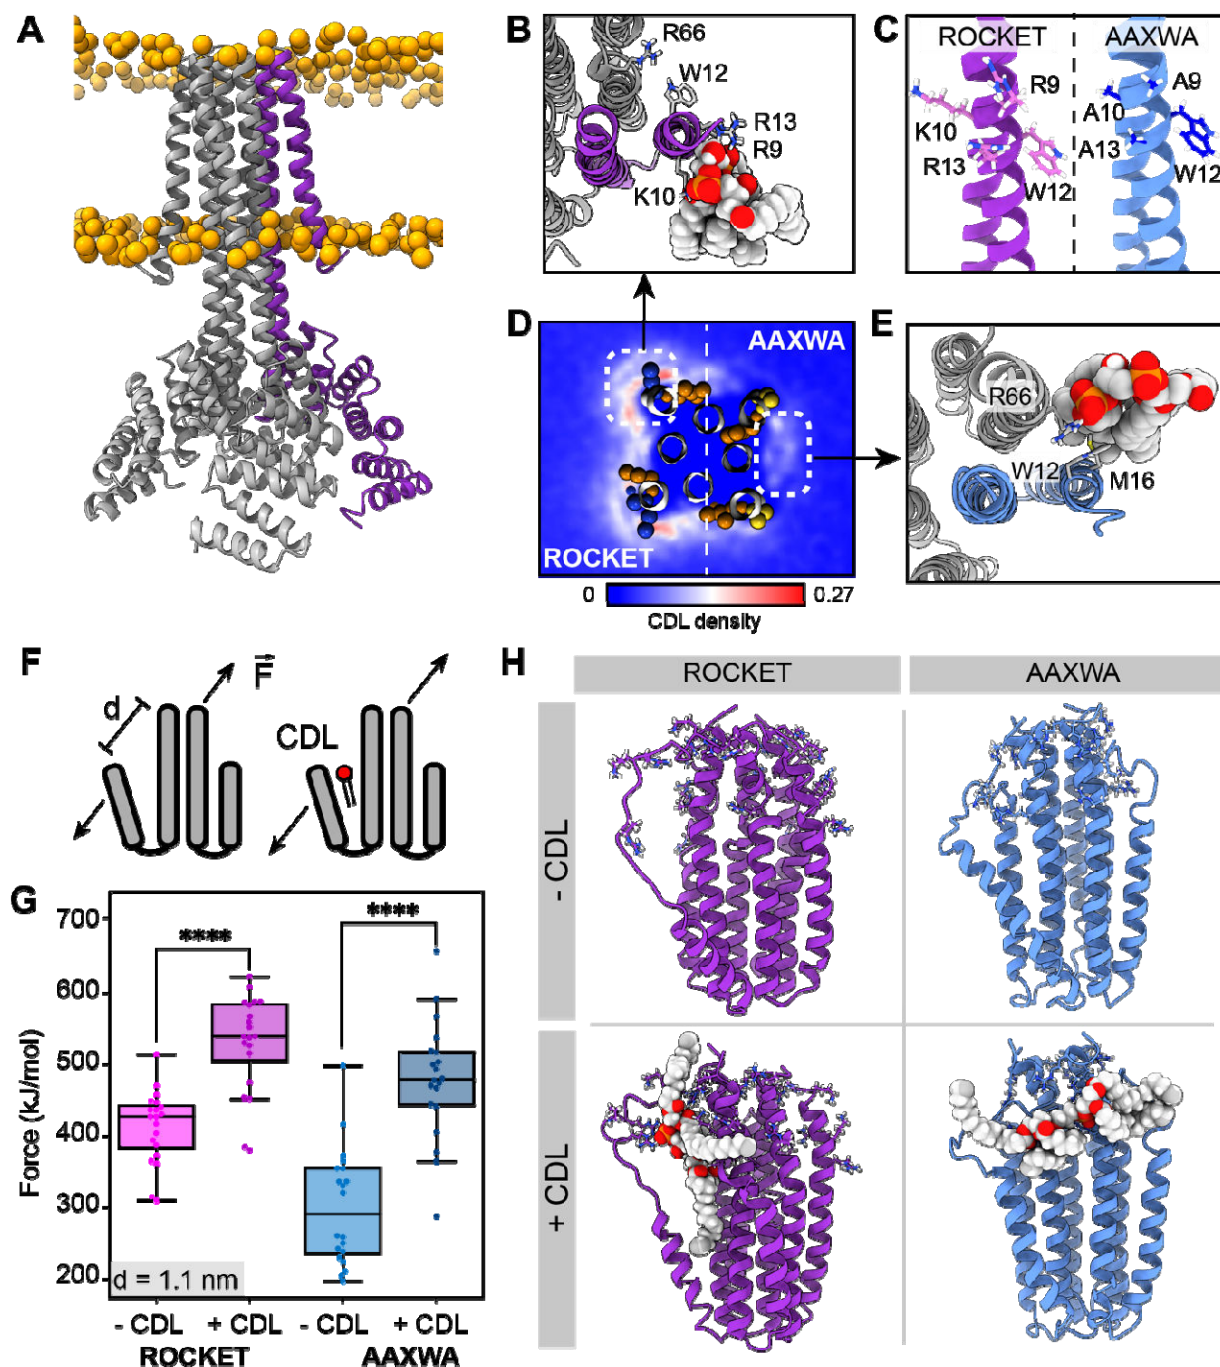 A
B
R66
W12
R13
R9
K10
C
ROCKET
AAXWA
R9
K10
R13
W12
A9
A10
A13
W12
D
AAXWA
ROCKET
0
0.27
CDL density
E
R66
W12
M16
F
d
F
CDL
G
Force (kJ/mol)
700
600
500
400
300
200
****
****
d = 1.1 nm
- CDL
+ CDL
- CDL
+ CDL
ROCKET
AAXWA
H
ROCKET
AAXWA
- CDL
+ CDL